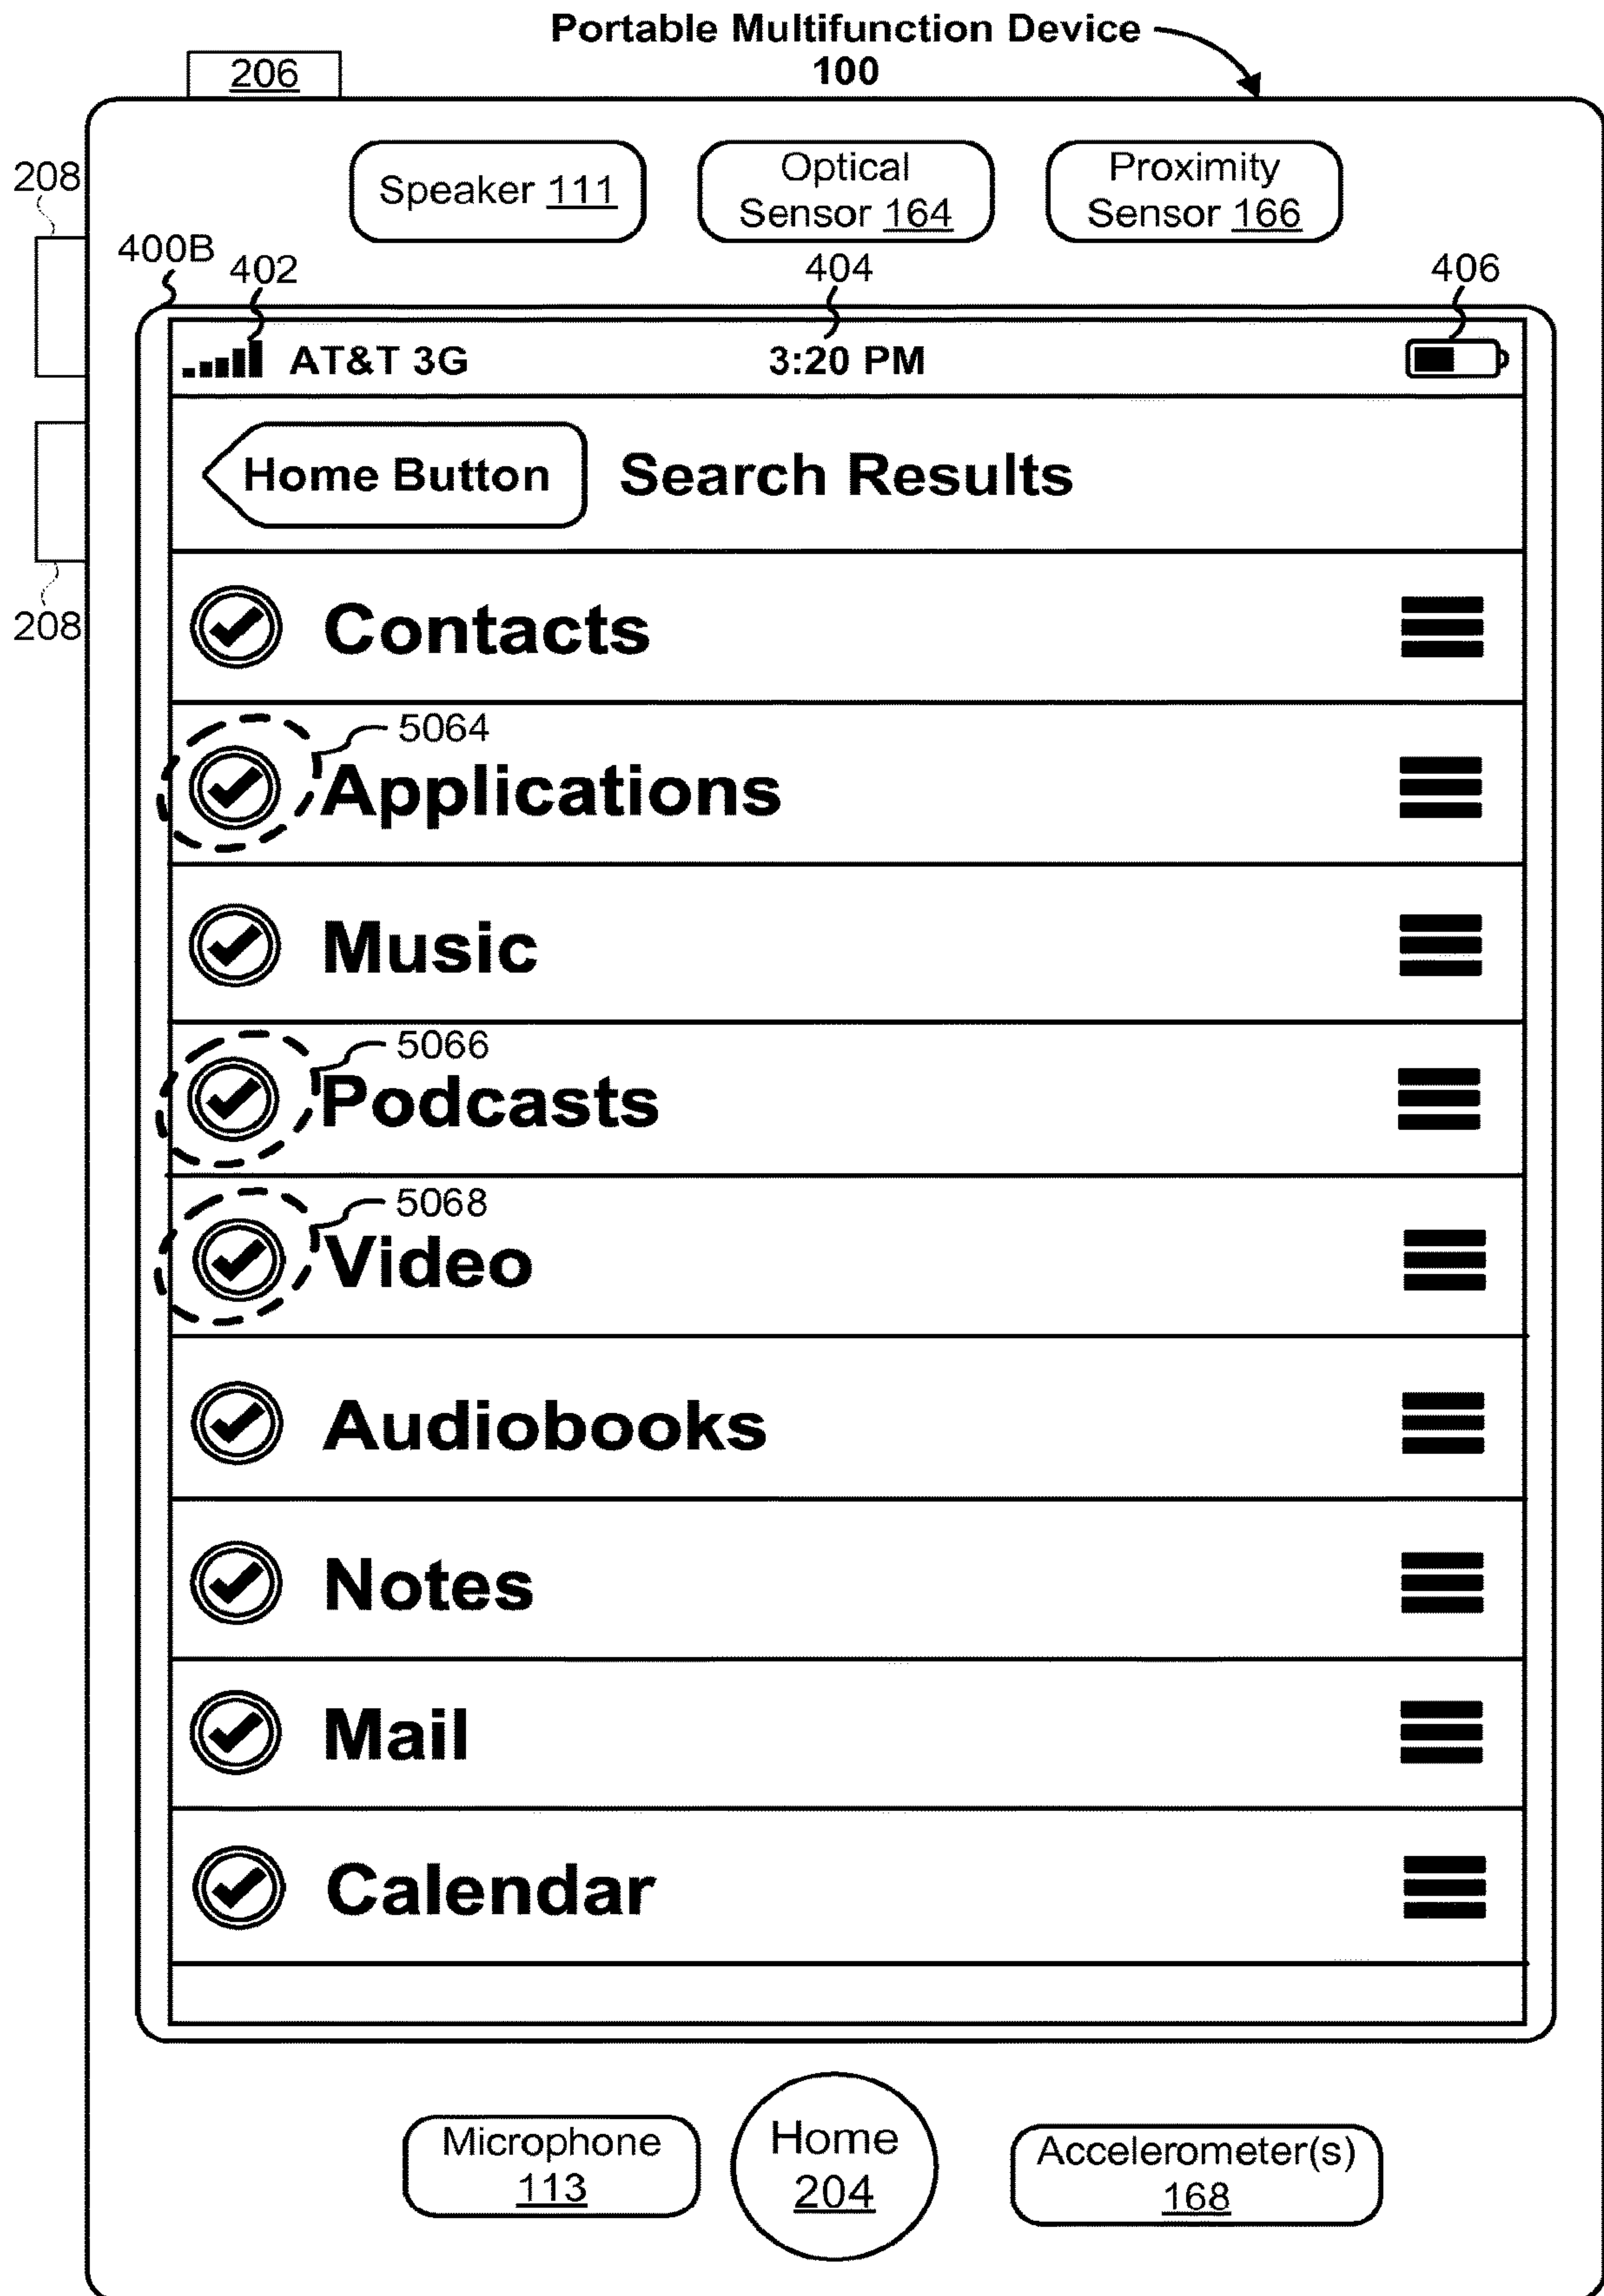 Portable Multifunction Device
100
206
208
Speaker 111
Optical
Sensor 164
Proximity
Sensor 166
400B
402
404
406
AT&T 3G
3:20 PM
Home Button
Search Results
208
Contacts
5064
Applications
Music
5066
Podcasts
5068
Video
Audiobooks
Notes
Mail
Calendar
Microphone
113
Home
204
Accelerometer(s)
168